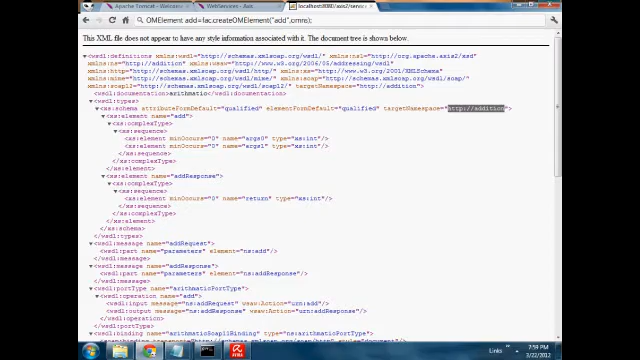 Apache Tomcat - Welcome
WebServices - Axis
localhost:8080/axis2/servic
OMElement add=fac.createOMElement("add",omns);
This XML file does not appear to have any style information associated with it. The document tree is shown below.
▼<wsdl:definitions xmlns:wsdl="http://schemas.xmlsoap.org/wsdl/" xmlns:ns1="http://org.apache.axis2/xsd"
xmlns:ns="http://addition" xmlns:wsaw="http://www.w3.org/2006/05/addressing/wsdl"
xmlns:http="http://schemas.xmlsoap.org/wsdl/http/" xmlns:xs="http://www.w3.org/2001/XMLSchema"
xmlns:mime="http://schemas.xmlsoap.org/wsdl/mime/" xmlns:soap="http://schemas.xmlsoap.org/wsdl/soap/"
xmlns:soap12="http://schemas.xmlsoap.org/wsdl/soap12/" targetNamespace="http://addition">
<wsdl:documentation>arithmatic</wsdl:documentation>
▼<wsdl:types>
▼<xs:schema attributeFormDefault="qualified" elementFormDefault="qualified" targetNamespace="http://addition">
▼<xs:element name="add">
▼<xs:complexType>
▼<xs:sequence>
<xs:element minOccurs="0" name="args0" type="xs:int"/>
<xs:element minOccurs="0" name="args1" type="xs:int"/>
</xs:sequence>
</xs:complexType>
</xs:element>
▼<xs:element name="addResponse">
▼<xs:complexType>
▼<xs:sequence>
<xs:element minOccurs="0" name="return" type="xs:int"/>
</xs:sequence>
</xs:complexType>
</xs:element>
</xs:schema>
</wsdl:types>
▼<wsdl:message name="addRequest">
<wsdl:part name="parameters" element="ns:add"/>
</wsdl:message>
▼<wsdl:message name="addResponse">
<wsdl:part name="parameters" element="ns:addResponse"/>
</wsdl:message>
▼<wsdl:portType name="arithmaticPortType">
▼<wsdl:operation name="add">
<wsdl:input message="ns:addRequest" wsaw:Action="urn:add"/>
<wsdl:output message="ns:addResponse" wsaw:Action="urn:addResponse"/>
</wsdl:operation>
</wsdl:portType>
▼<wsdl:binding name="arithmaticSoap11Binding" type="ns:arithmaticPortType">
Links
7:59 PM
3/22/2012